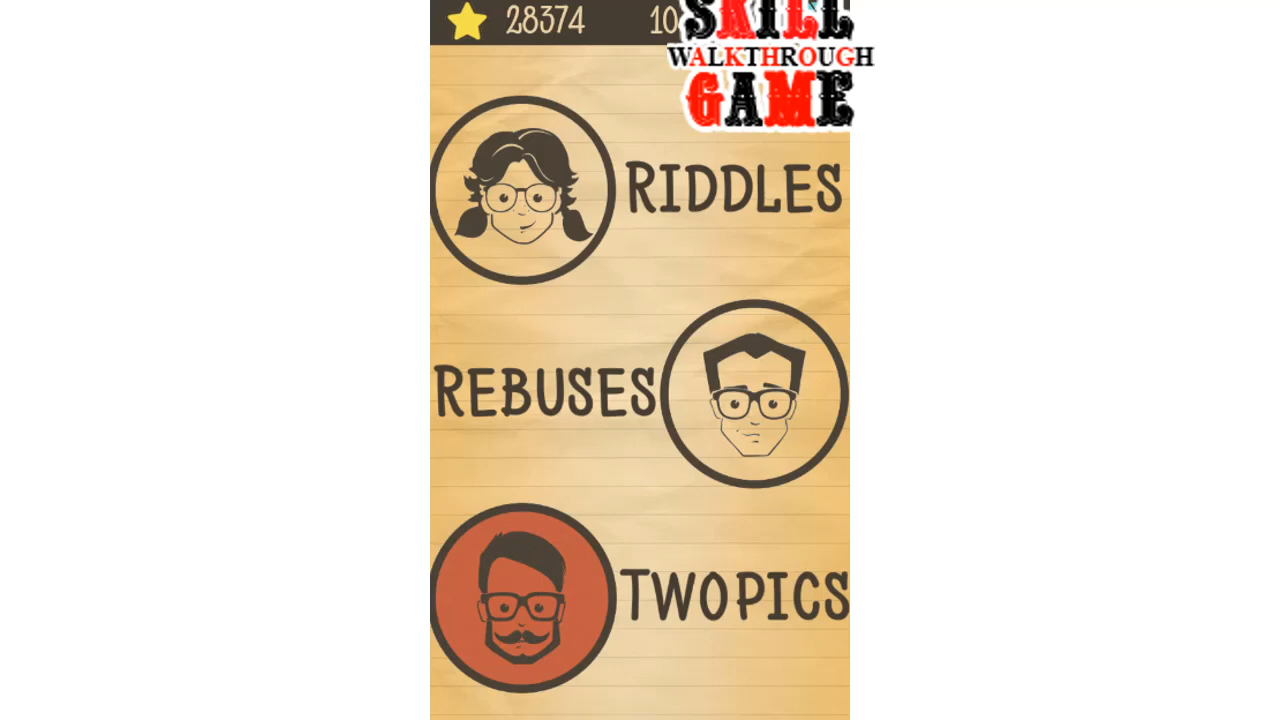 28374
10
SKILL
WALKTHROUGH
GAME
RIDDLES
REBUSES
TWOPICS